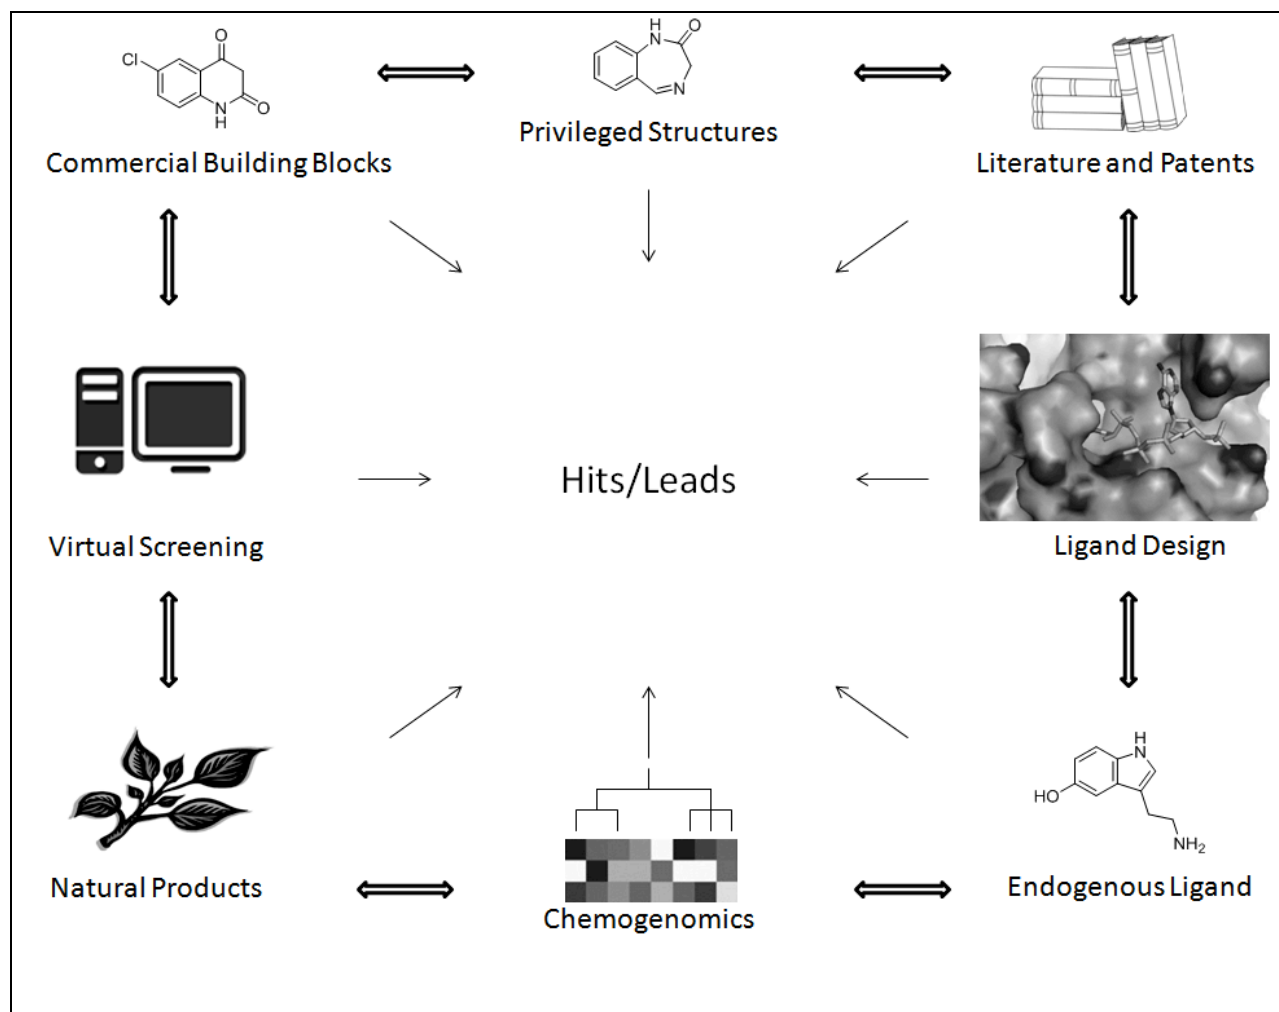 O
Cl
O
N
H
H
N
O
N
Commercial Building Blocks
Privileged Structures
Literature and Patents
Hits/Leads
Virtual Screening
Ligand Design
H
N
HO
NH2
Natural Products
Chemogenomics
Endogenous Ligand